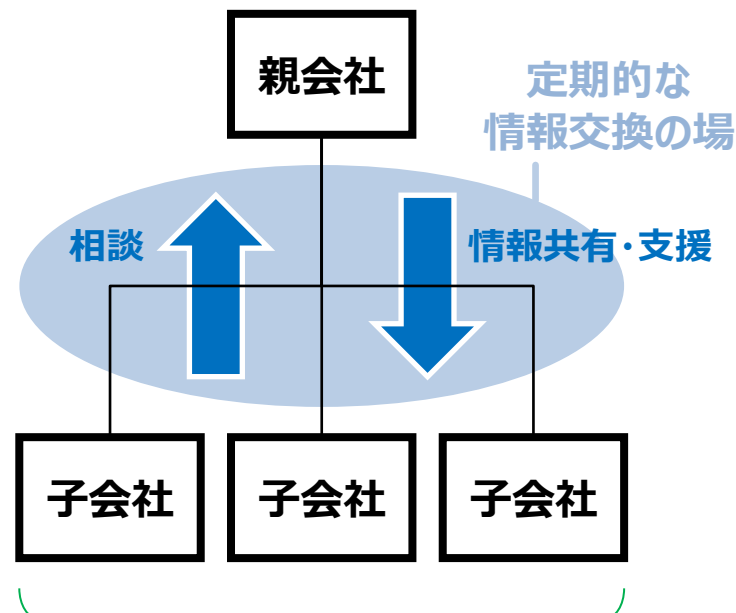 親会社
定期的な
情報交換の場
相談
情報共有･支援
子会社
子会社
子会社